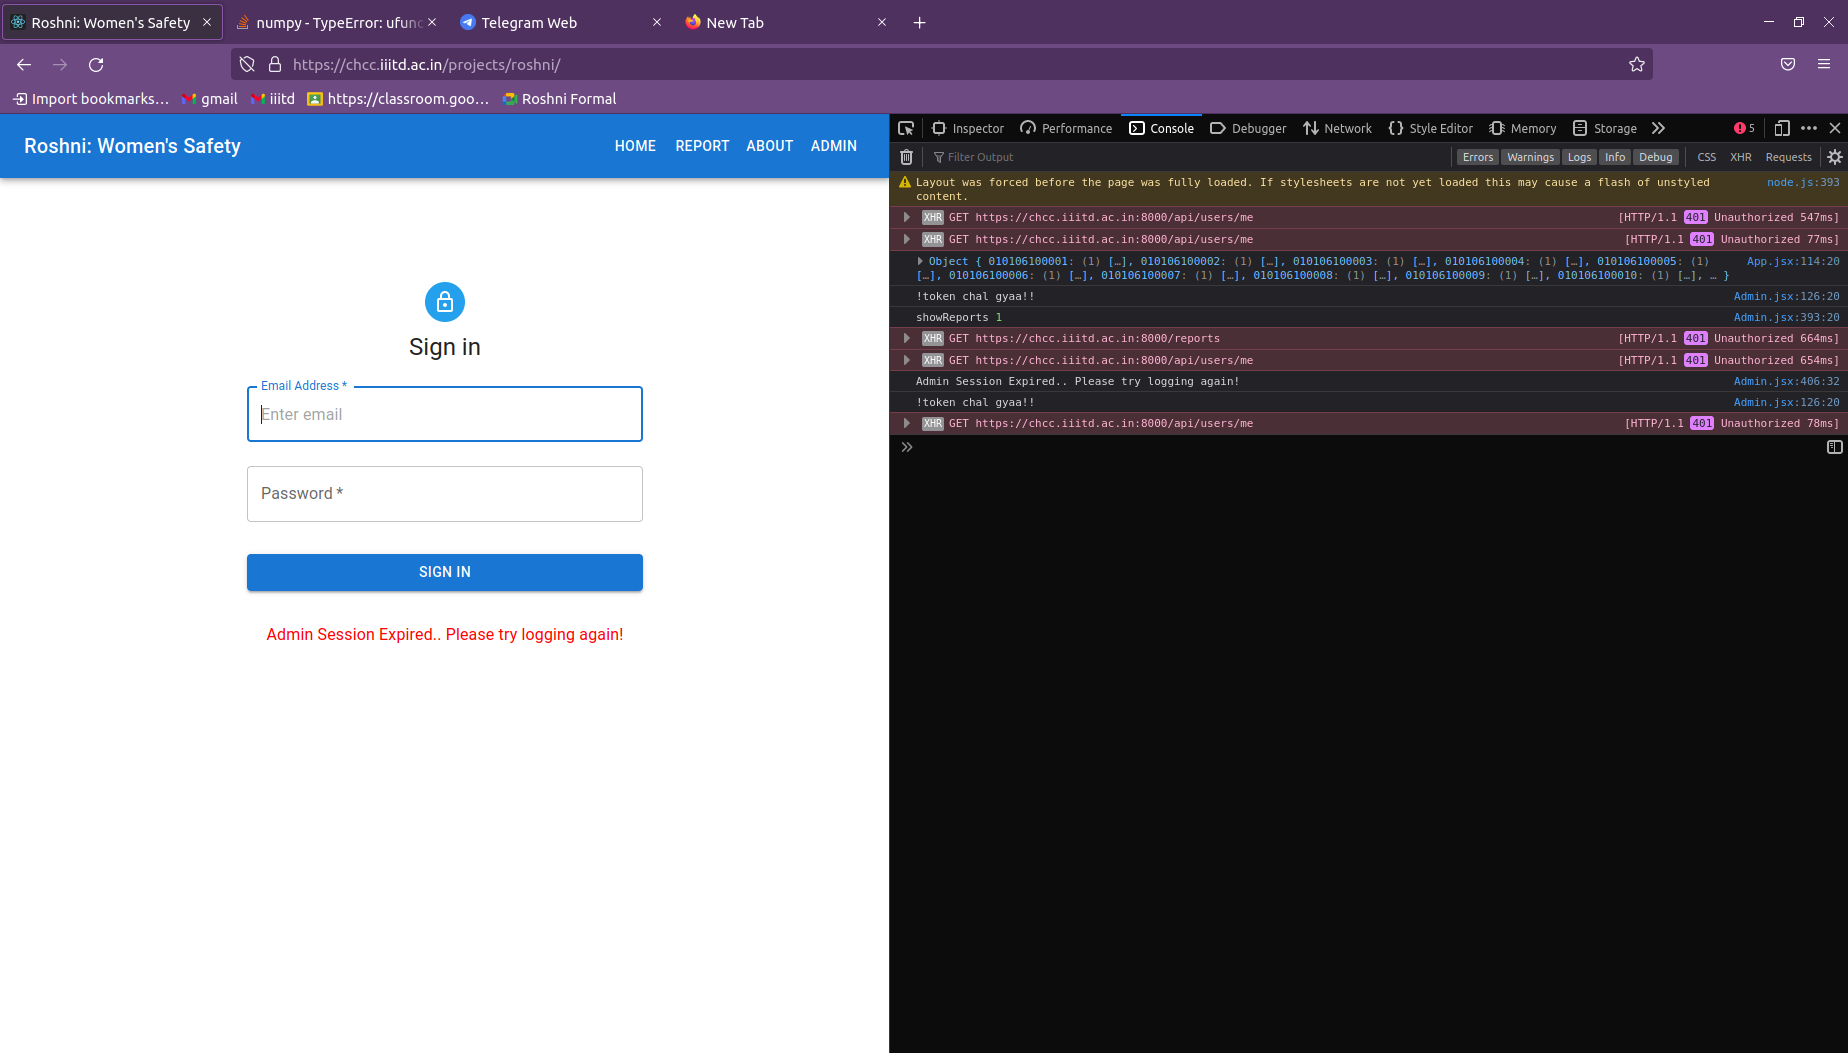 Roshni: Women's Safety
numpy - TypeError: ufunc
Telegram Web
New Tab
https://chcc.iiitd.ac.in/projects/roshni/
Import bookmarks…
gmail
iiitd
https://classroom.goo…
Roshni Formal
Roshni: Women's Safety
HOME
REPORT
ABOUT
ADMIN
Sign in
Email Address *
Enter email
Password *
SIGN IN
Admin Session Expired.. Please try logging again!
Inspector
Performance
Console
Debugger
Network
Style Editor
Memory
Storage
5
Filter Output
Errors
Warnings
Logs
Info
Debug
CSS
XHR
Requests
Layout was forced before the page was fully loaded. If stylesheets are not yet loaded this may cause a flash of unstyled node.js:393
content.
XHR GET https://chcc.iiitd.ac.in:8000/api/users/me [HTTP/1.1 401 Unauthorized 547ms]
XHR GET https://chcc.iiitd.ac.in:8000/api/users/me [HTTP/1.1 401 Unauthorized 77ms]
Object { 010106100001: (1) […], 010106100002: (1) […], 010106100003: (1) […], 010106100004: (1) […], 010106100005: (1) App.jsx:114:20
[…], 010106100006: (1) […], 010106100007: (1) […], 010106100008: (1) […], 010106100009: (1) […], 010106100010: (1) […], … }
!token chal gyaa!! Admin.jsx:126:20
showReports 1 Admin.jsx:393:20
XHR GET https://chcc.iiitd.ac.in:8000/reports [HTTP/1.1 401 Unauthorized 664ms]
XHR GET https://chcc.iiitd.ac.in:8000/api/users/me [HTTP/1.1 401 Unauthorized 654ms]
Admin Session Expired.. Please try logging again! Admin.jsx:406:32
!token chal gyaa!! Admin.jsx:126:20
XHR GET https://chcc.iiitd.ac.in:8000/api/users/me [HTTP/1.1 401 Unauthorized 78ms]